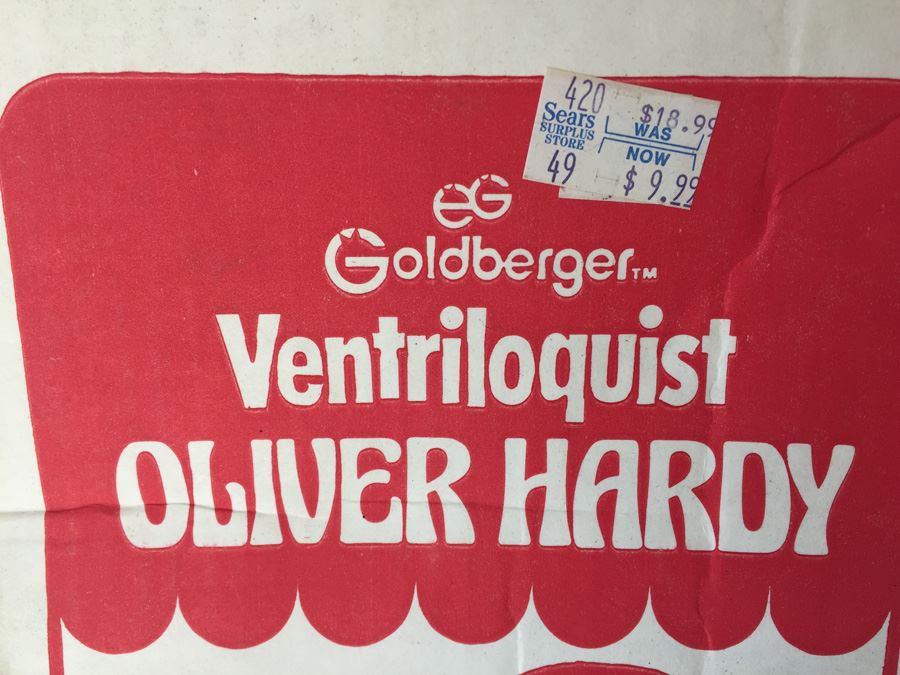 420
Sears
SURPLUS
STORE
49
$18.99
WAS
NOW
$ 9.99
eG
Goldberger™
Ventriloquist
OLIVER HARDY